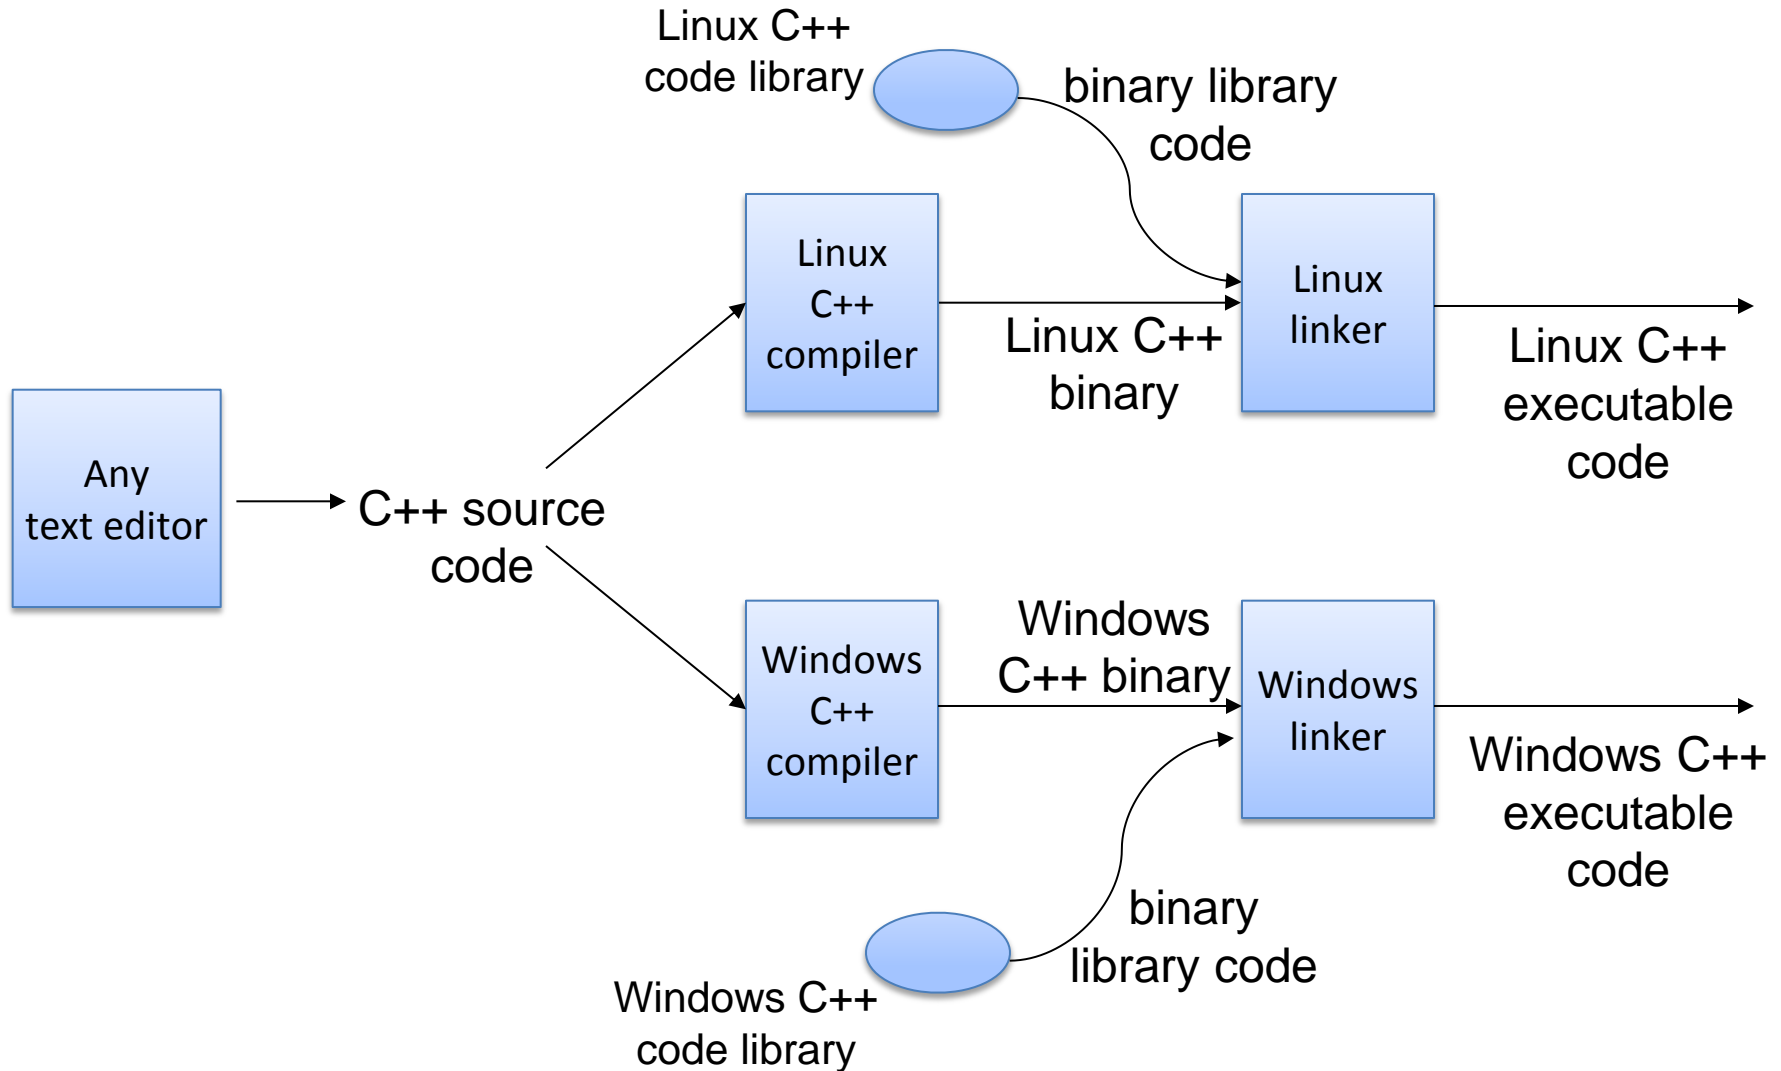 Linux C++
code library
binary library
code
Linux
C++
compiler
Linux C++
binary
Linux
linker
Linux C++
executable
code
Any
text editor
C++ source
code
Windows
C++
compiler
Windows
C++ binary
Windows
linker
Windows C++
executable
code
binary
library code
Windows C++
code library